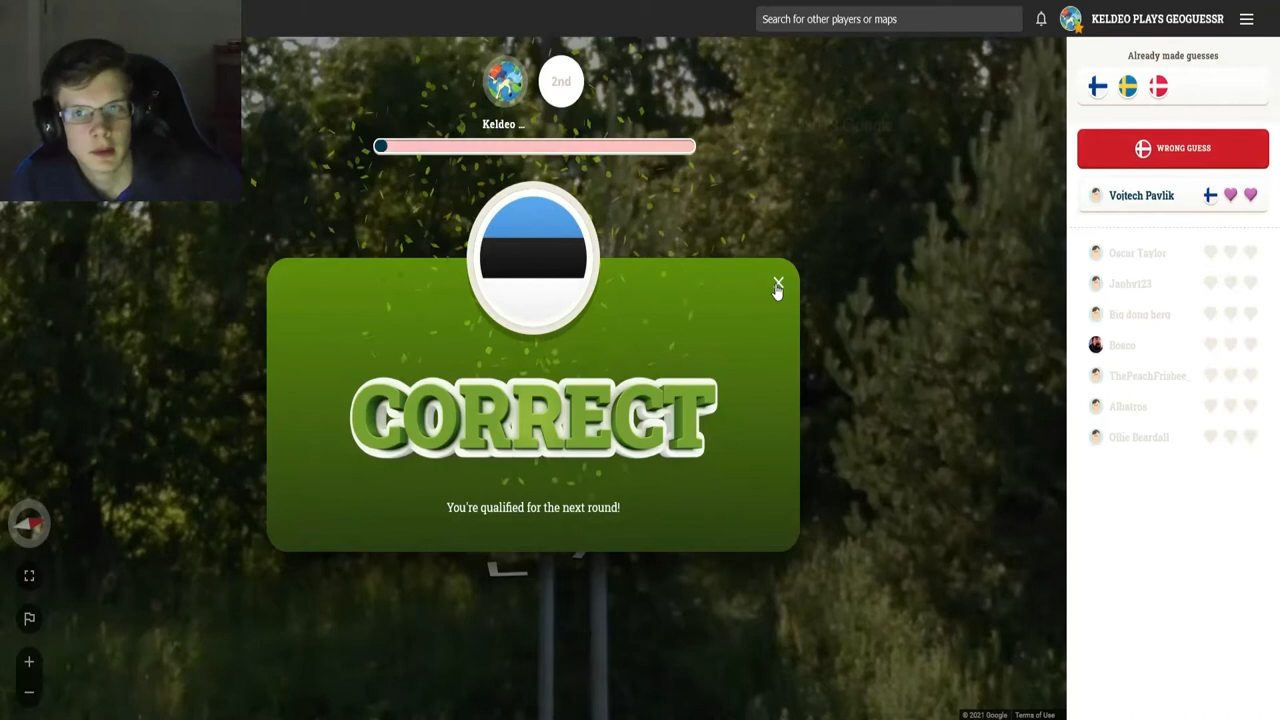 Search for other players or maps
KELDEO PLAYS GEOGUESSR
2nd
Keldeo ...
CORRECT
You're qualified for the next round!
Already made guesses
WRONG GUESS
Vojtech Pavlik
Oscar Taylor
Japhy123
Big dong berg
Bosco
ThePeachFrisbee_
Albatros
Ollie Beardall
© 2021 Google
Terms of Use